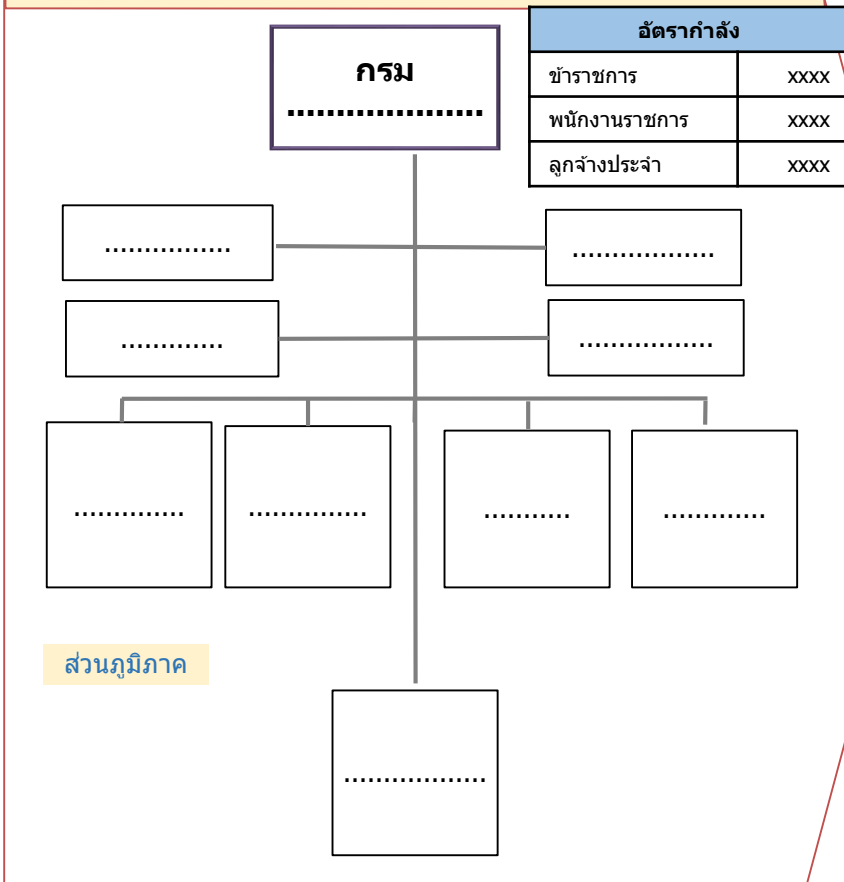 กรม
....................
อัตรากำลัง
ข้าราชการ xxxx
พนักงานราชการ xxxx
ลูกจ้างประจำ xxxx
................ ..................
............. .................
.............. ............... ........... .............
ส่วนภูมิภาค
..................